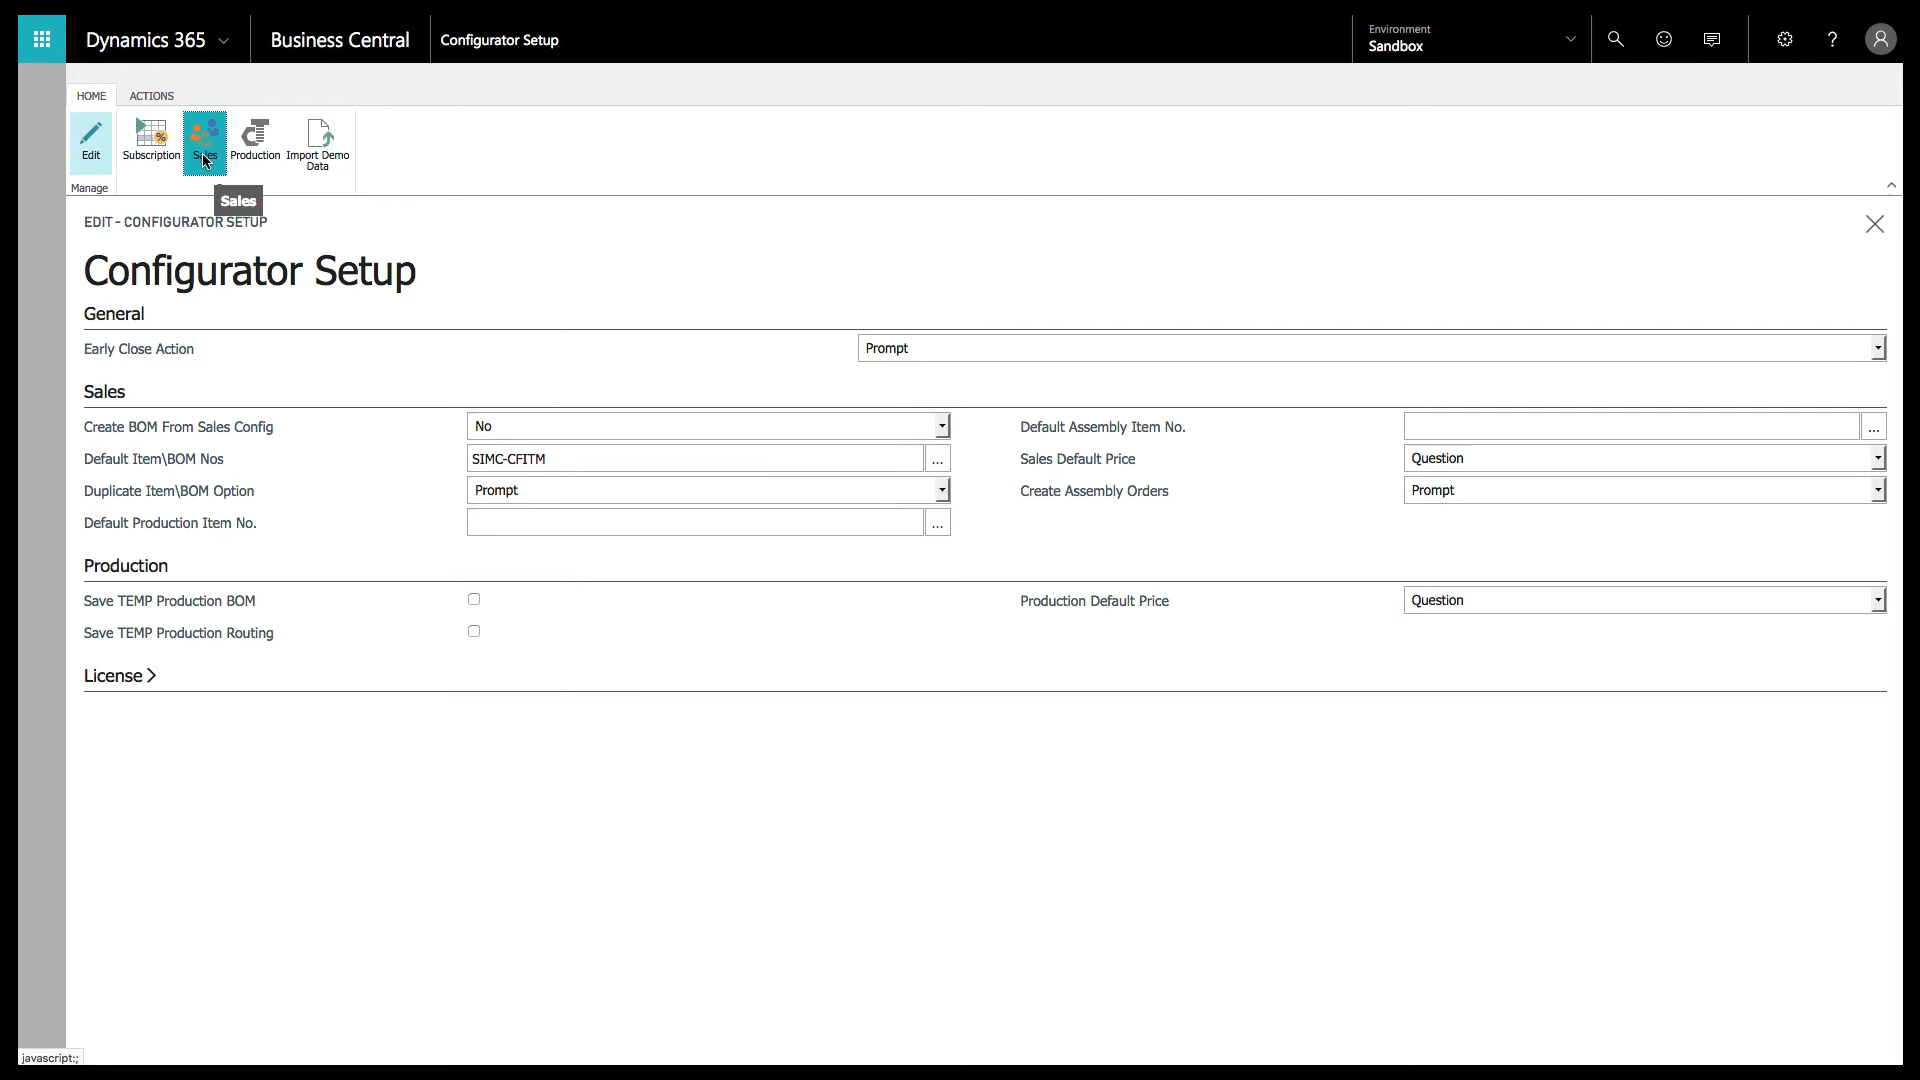 Dynamics 365
Business Central
Configurator Setup
Environment
Sandbox
HOME
ACTIONS
Edit
Subscription
Sales
Production
Import Demo
Data
Manage
Sales
EDIT - CONFIGURATOR SETUP
Configurator Setup
General
Early Close Action
Prompt
Sales
Create BOM From Sales Config
No
Default Assembly Item No.
...
Default Item\BOM Nos
SIMC-CFITM
...
Sales Default Price
Question
Duplicate Item\BOM Option
Prompt
Create Assembly Orders
Prompt
Default Production Item No.
...
Production
Save TEMP Production BOM
Production Default Price
Question
Save TEMP Production Routing
License
javascript:;